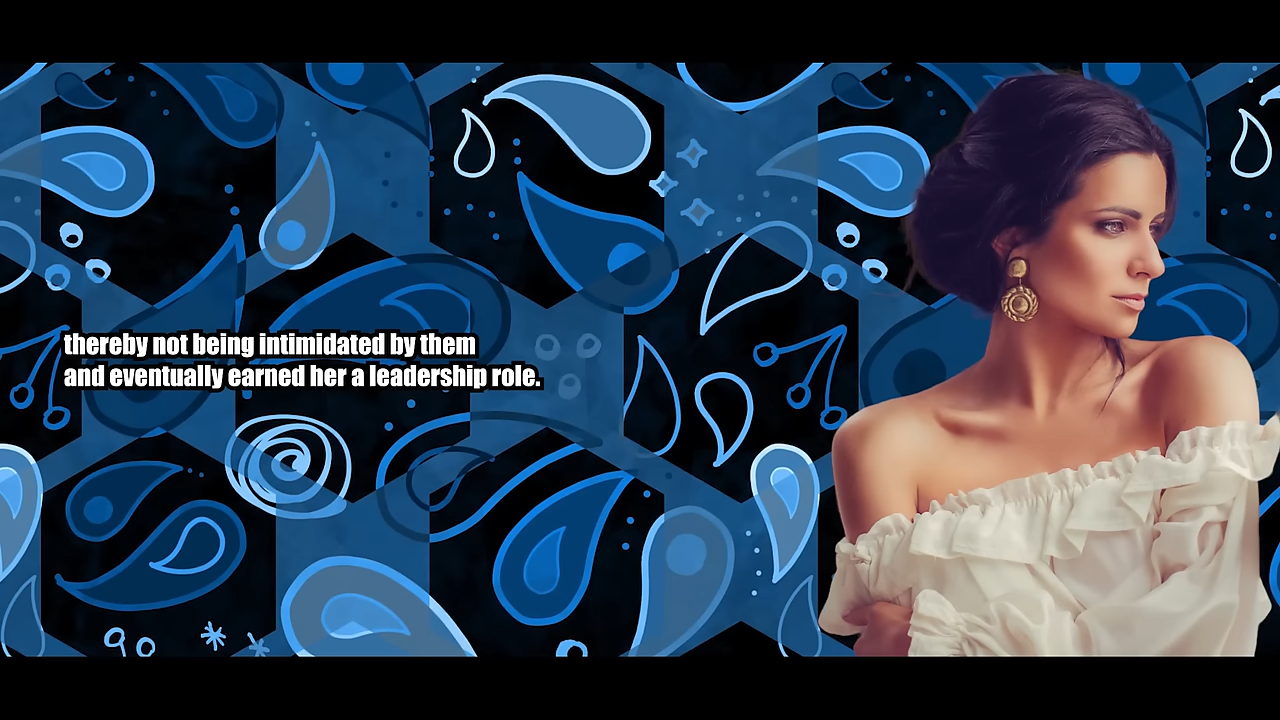 thereby not being intimidated by them
and eventually earned her a leadership role.